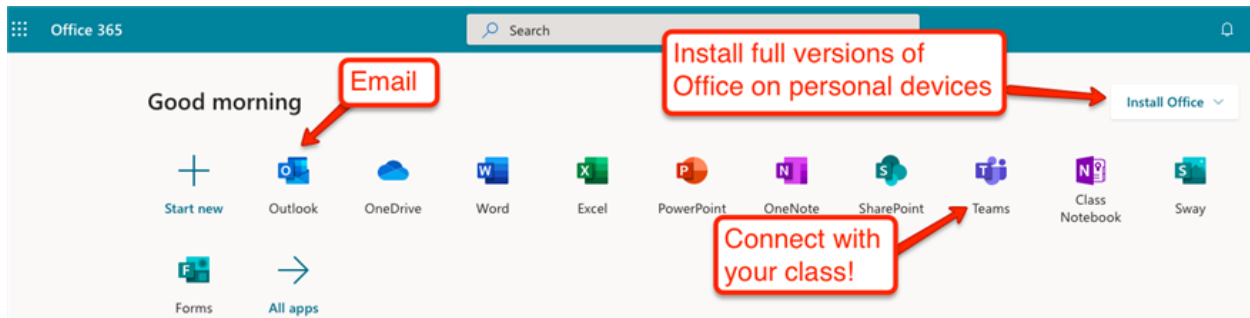 Office 365
Search
Install full versions of
Office on personal devices
Email
Good morning
Install Office
Start new
Outlook
OneDrive
Word
Excel
PowerPoint
OneNote
SharePoint
Teams
Class
Notebook
Sway
Connect with
your class!
Forms
All apps